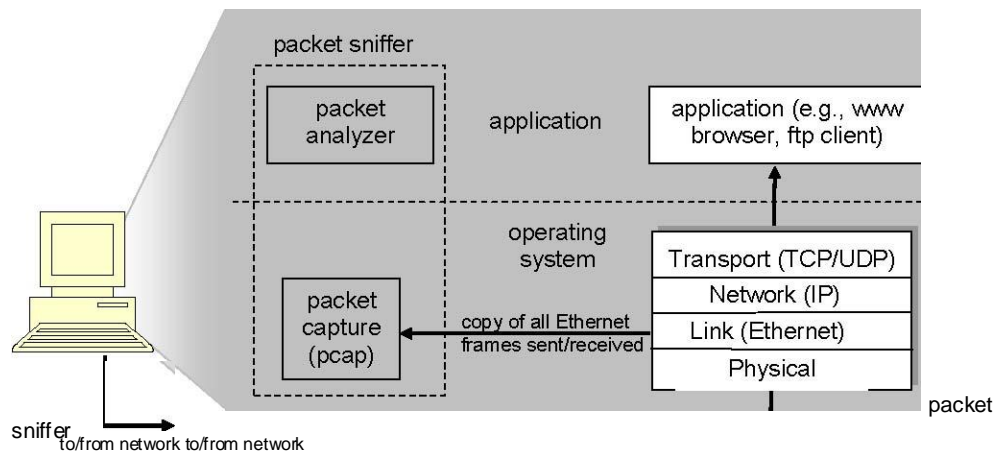 packet sniffer
packet
analyzer
application
application (e.g., www
browser, ftp client)
operating
system
packet
capture
(pcap)
copy of all Ethernet
frames sent/received
Transport (TCP/UDP)
Network (IP)
Link (Ethernet)
Physical
packet
sniffer
to/from network to/from network